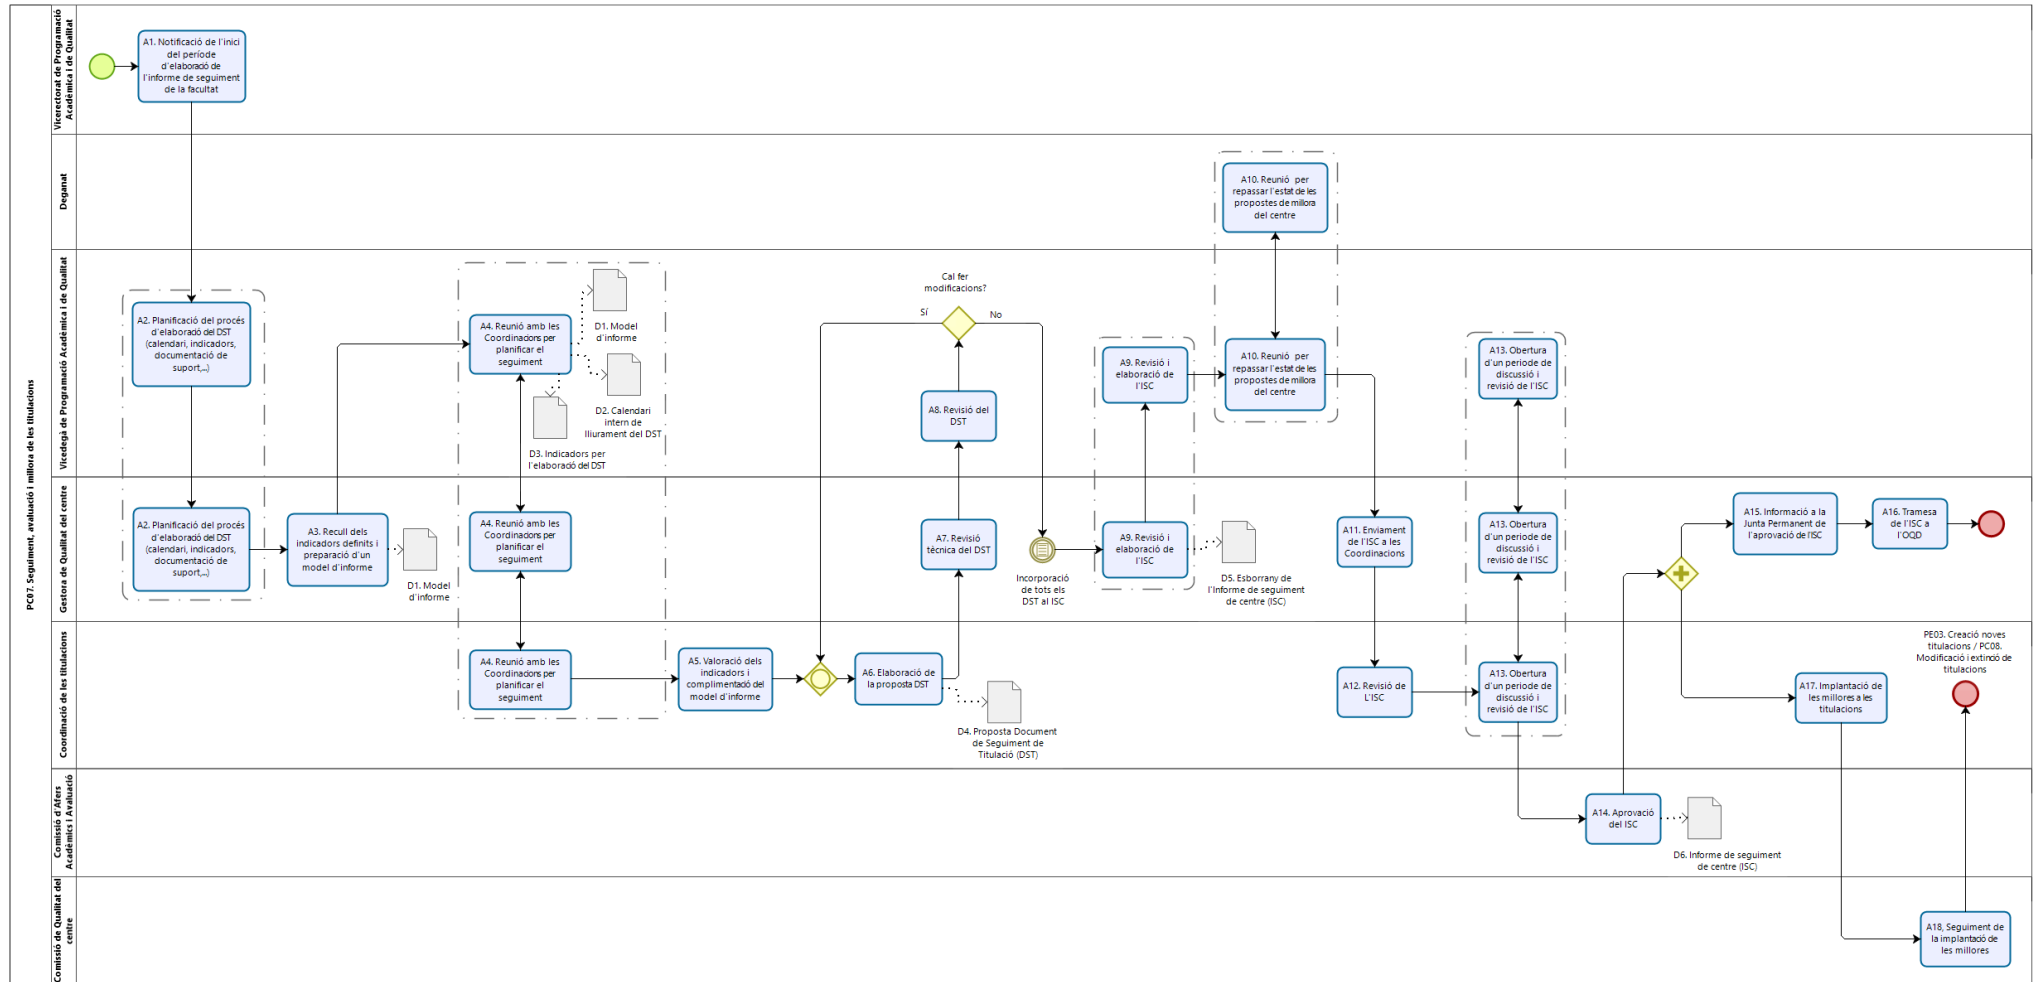 PC07. Seguiment, avaluació i millora de les titulacions
Vicerectorat de Programació
Acadèmica i de Qualitat
A1. Notificació de l'inici
del període
d'elaboració de
l'informe de seguiment
de la facultat
Deganat
A10. Reunió per
repassar l'estat de les
propostes de millora
del centre
Vicedegà de Programació Acadèmica i de Qualitat
A2. Planificació del procés
d'elaboració del DST
(calendari, indicadors,
documentació de
suport,...)
A4. Reunió amb les
Coordinadons per
planificar el
seguiment
D1. Model
d'informe
D2. Calendari
intern de
lliurament del DST
D3. Indicadors per
l'elaboració del DST
Cal fer
modificacions?
Sí
No
A8. Revisió del
DST
A9. Revisió i
elaboració de
l'ISC
A10. Reunió per
repassar l'estat de les
propostes de millora
del centre
A13. Obertura
d'un periode de
discussió i
revisió de l'ISC
Gestora de Qualitat del centre
A2. Planificació del procés
d'elaboració del DST
(calendari, indicadors,
documentació de
suport,...)
A3. Recull dels
indicadors definits i
preparació d'un
model d'informe
D1. Model
d'informe
A4. Reunió amb les
Coordinadons per
planificar el
seguiment
A7. Revisió
tècnica del DST
Incorporació
de tots els
DST al ISC
A9. Revisió i
elaboració de
l'ISC
D5. Esborrany de
l'Informe de seguiment
de centre (ISC)
A11. Enviament
de l'ISC a les
Coordinacions
A13. Obertura
d'un periode de
discussió i
revisió de l'ISC
A15. Informació a la
Junta Permanent de
l'aprovació de l'ISC
A16. Tramesa
de l'ISC a
l'OQD
Coordinació de les titulacions
A4. Reunió amb les
Coordinadons per
planificar el
seguiment
A5. Valoració dels
indicadors i
complimentadó del
model d'informe
A6. Elaboració de
la proposta DST
D4. Proposta Document
de Seguiment de
Titulació (DST)
A12. Revisió de
L'ISC
A13. Obertura
d'un periode de
discussió i
revisió de l'ISC
A17. Implantació de
les millores a les
titulacions
PE03. Creació noves
titulacions / PC08.
Modificació i extinció de
titulacions
Comissió d'Afers
Acadèmics i Avaluació
A14. Aprovació
del ISC
D6. Informe de seguiment
de centre (ISC)
Comissió de Qualitat del
centre
A18, Seguiment de
la implantació de
les millores